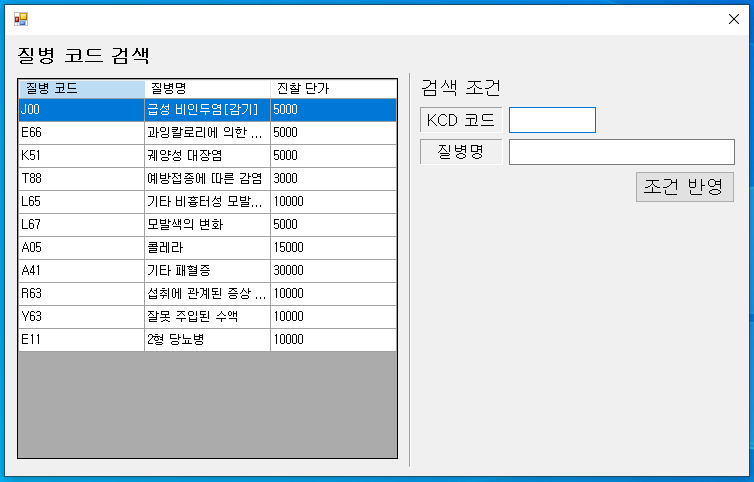 질병 코드 검색
질병 코드 질병명 진찰 단가
J00 급성 비인두염[감기] 5000
E66 과잉칼로리에 의한 ... 5000
K51 궤양성 대장염 5000
T88 예방접종에 따른 감염 3000
L65 기타 비흉터성 모발... 10000
L67 모발색의 변화 5000
A05 콜레라 15000
A41 기타 패혈증 30000
R63 섭취에 관계된 증상 ... 10000
Y63 잘못 주입된 수액 10000
E11 2형 당뇨병 10000
검색 조건
KCD 코드
질병명
조건 반영